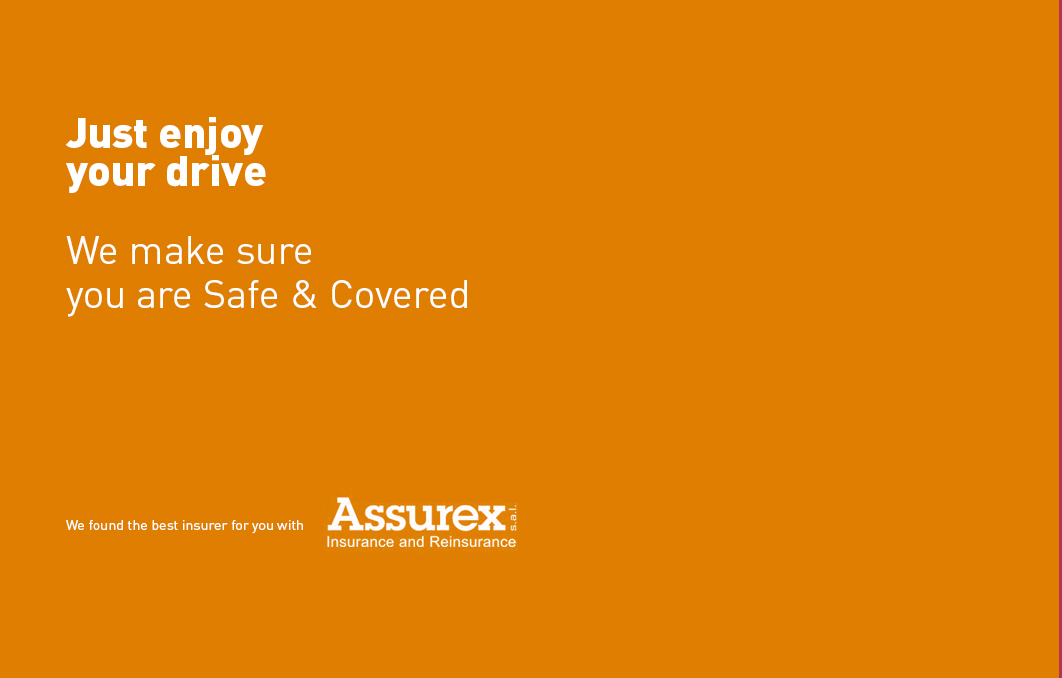 Just enjoy
your drive
We make sure
you are Safe & Covered
We found the best insurer for you with
Assurex s.a.l.
Insurance and Reinsurance